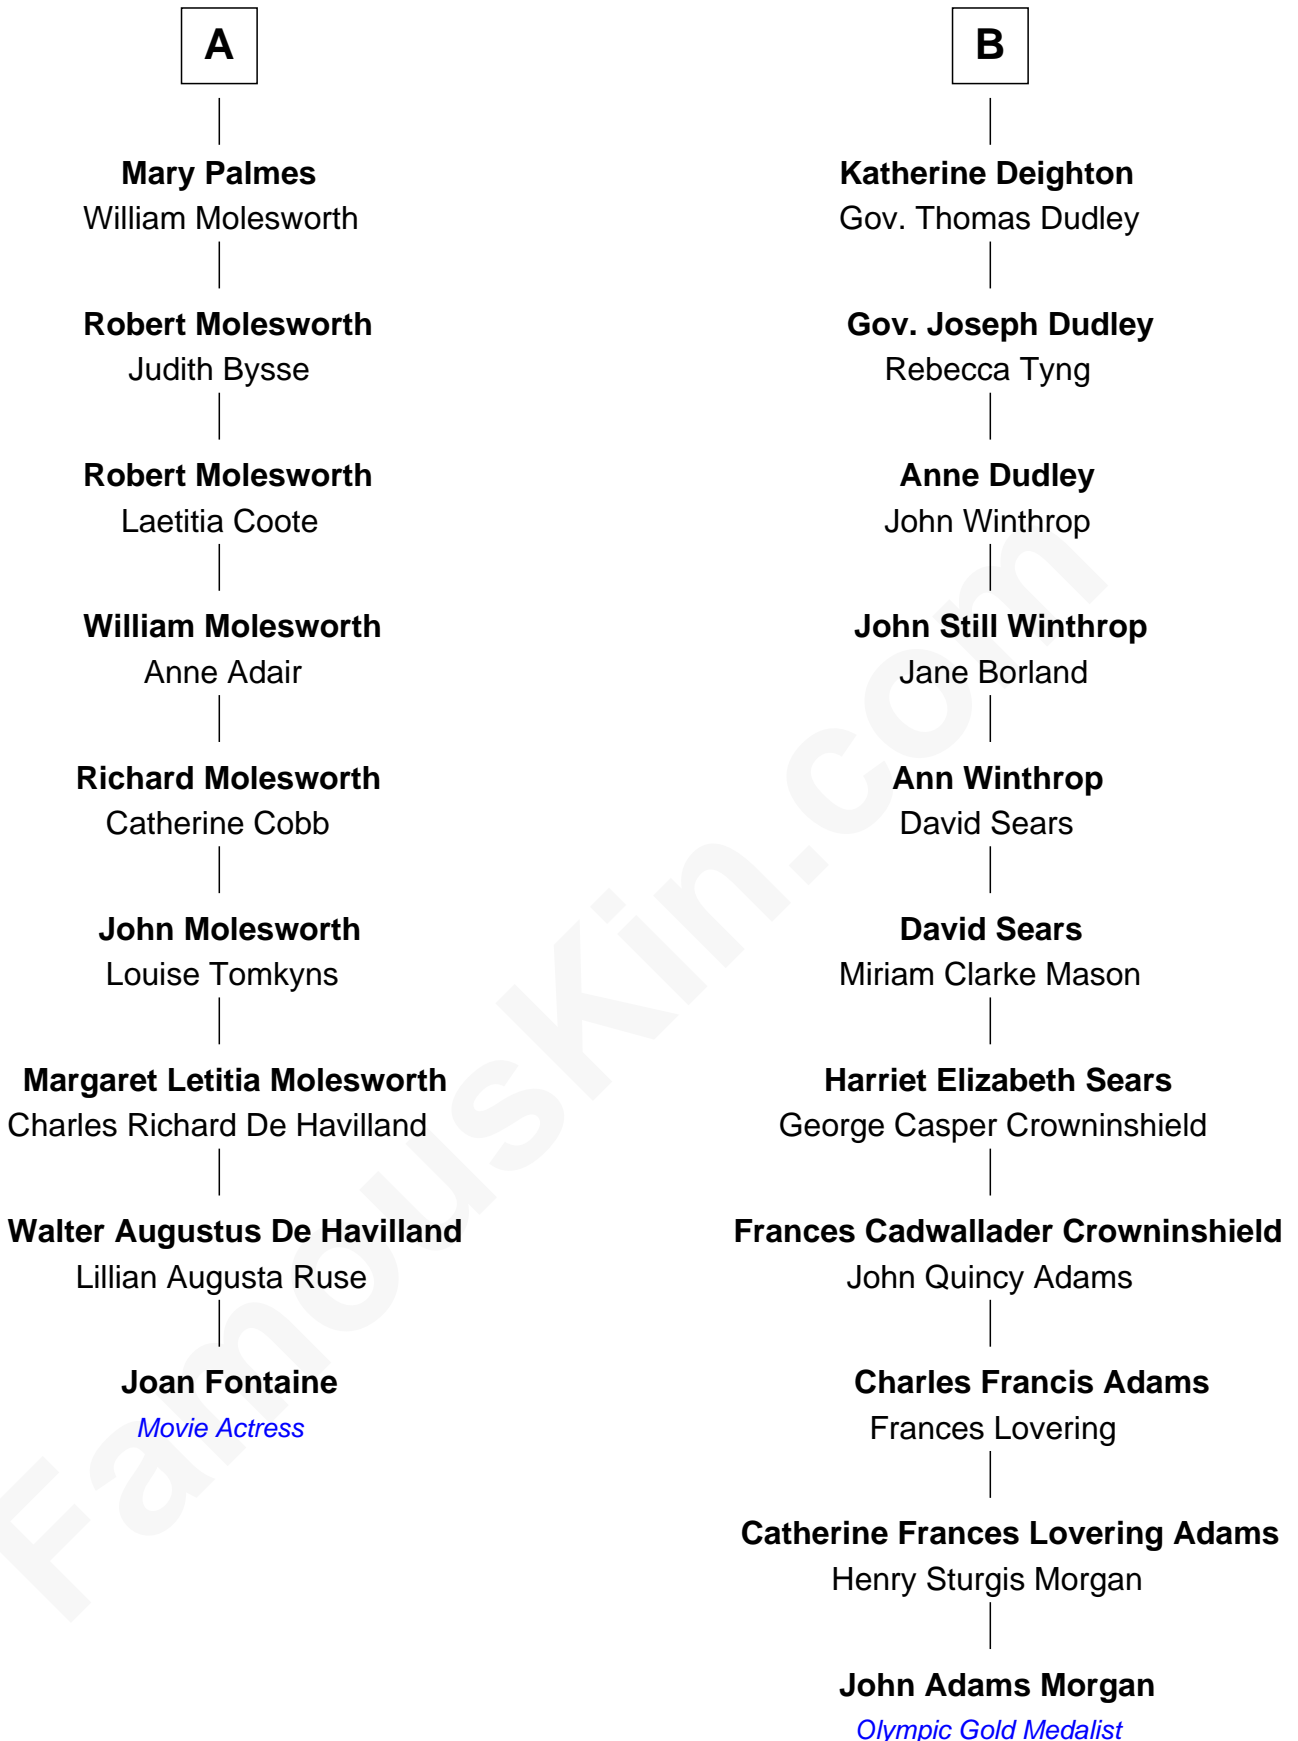 A
Mary Palmes
William Molesworth
Robert Molesworth
Judith Bysse
Robert Molesworth
Laetitia Coote
William Molesworth
Anne Adair
Richard Molesworth
Catherine Cobb
John Molesworth
Louise Tomkyns
Margaret Letitia Molesworth
Charles Richard De Havilland
Walter Augustus De Havilland
Lillian Augusta Ruse
Joan Fontaine
Movie Actress
B
Katherine Deighton
Gov. Thomas Dudley
Gov. Joseph Dudley
Rebecca Tyng
Anne Dudley
John Winthrop
John Still Winthrop
Jane Borland
Ann Winthrop
David Sears
David Sears
Miriam Clarke Mason
Harriet Elizabeth Sears
George Casper Crowninshield
Frances Cadwallader Crowninshield
John Quincy Adams
Charles Francis Adams
Frances Lovering
Catherine Frances Lovering Adams
Henry Sturgis Morgan
John Adams Morgan
Olympic Gold Medalist
FamousKin.com